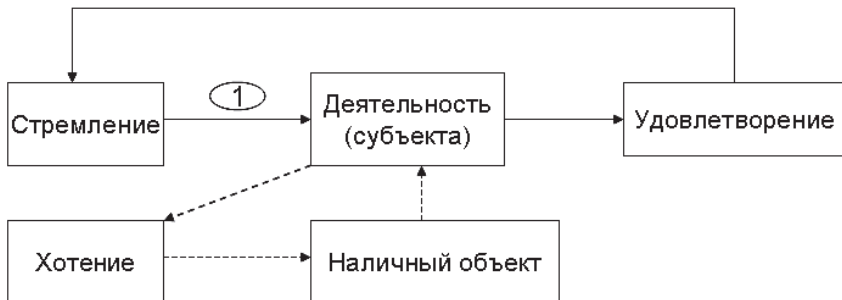 1
Стремление
Деятельность
(субъекта)
Удовлетворение
Хотение
Наличный объект